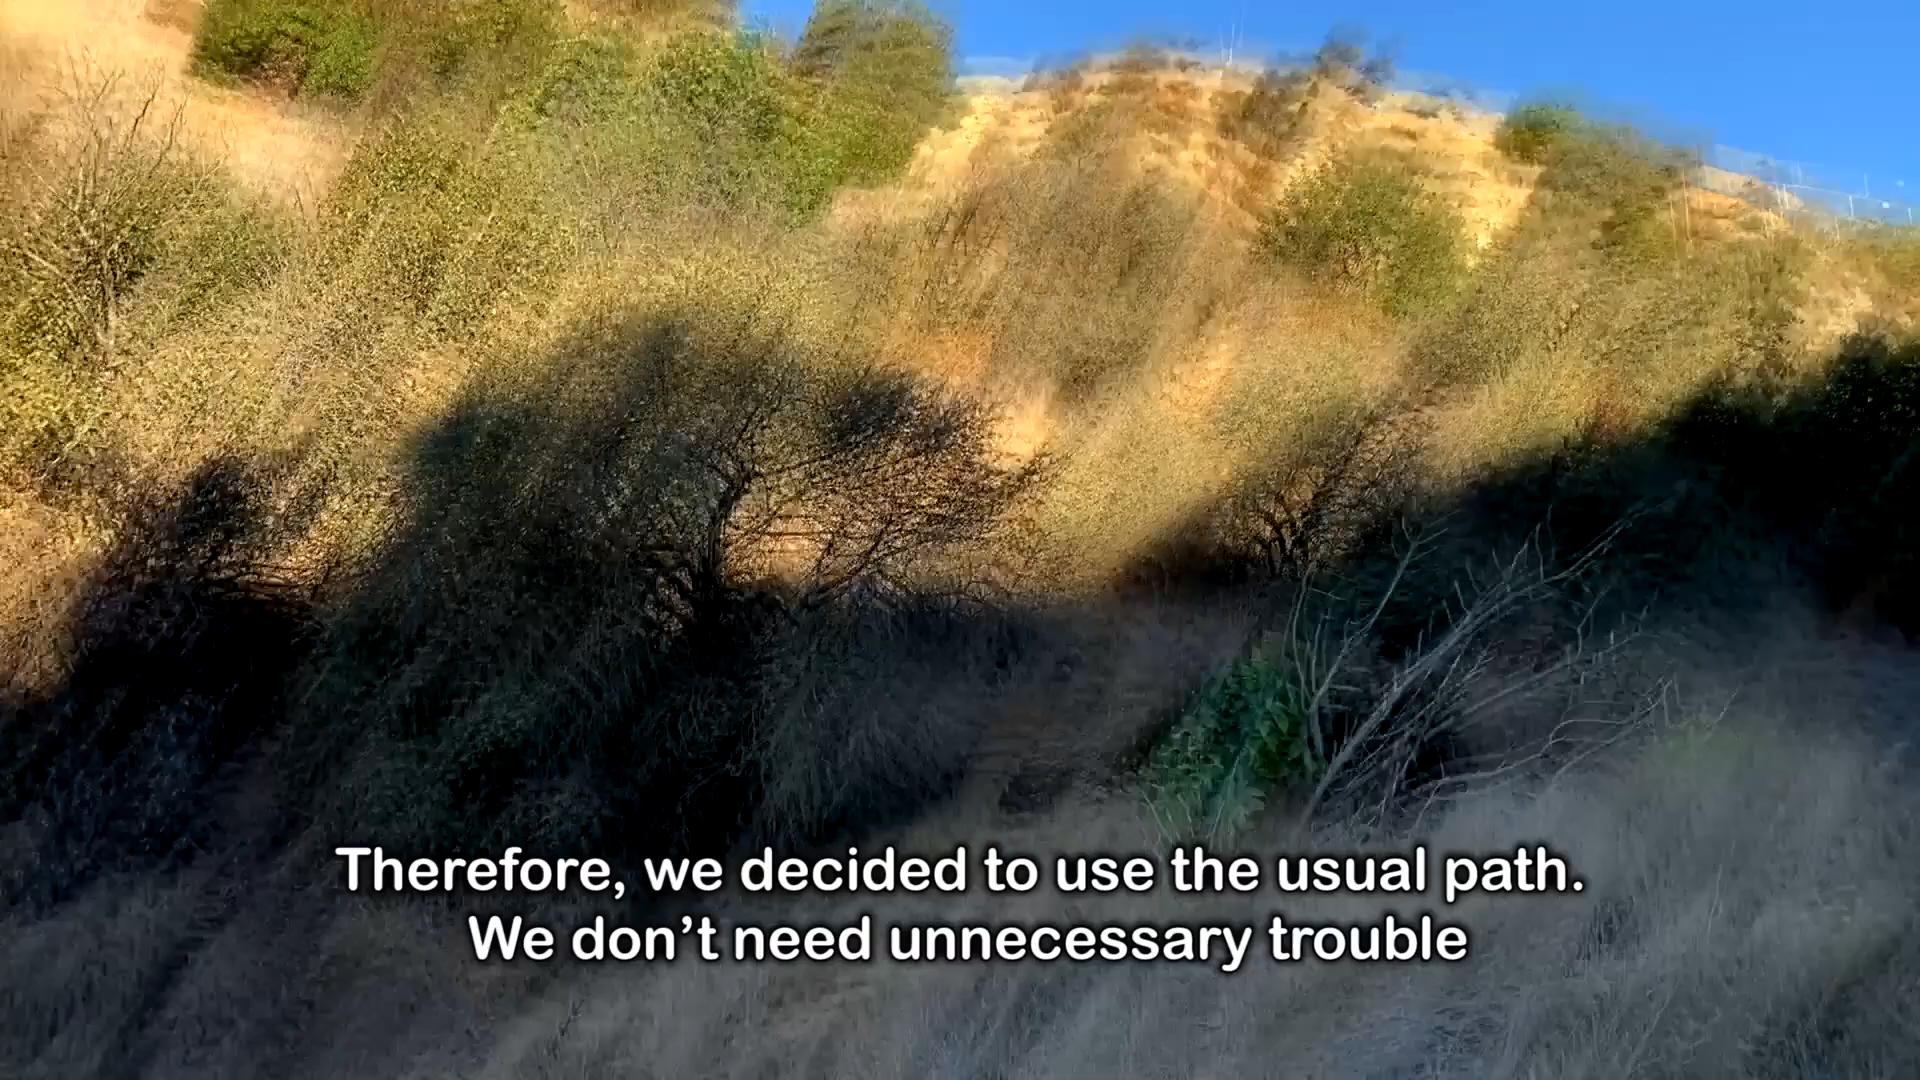 Therefore, we decided to use the usual path.
We don’t need unnecessary trouble